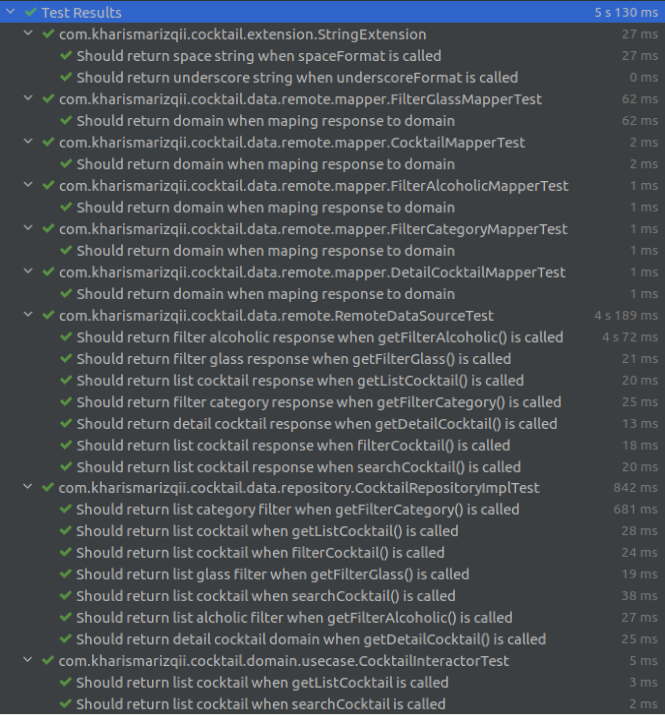 Test Results 5 s 130 ms
com.kharismarizqii.cocktail.extension.StringExtension 27 ms
Should return space string when spaceFormat is called 27 ms
Should return underscore string when underscoreFormat is called 0 ms
com.kharismarizqii.cocktail.data.remote.mapper.FilterGlassMapperTest 62 ms
Should return domain when maping response to domain 62 ms
com.kharismarizqii.cocktail.data.remote.mapper.CocktailMapperTest 2 ms
Should return domain when maping response to domain 2 ms
com.kharismarizqii.cocktail.data.remote.mapper.FilterAlcoholicMapperTest 1 ms
Should return domain when maping response to domain 1 ms
com.kharismarizqii.cocktail.data.remote.mapper.FilterCategoryMapperTest 1 ms
Should return domain when maping response to domain 1 ms
com.kharismarizqii.cocktail.data.remote.mapper.DetailCocktailMapperTest 1 ms
Should return domain when maping response to domain 1 ms
com.kharismarizqii.cocktail.data.remote.RemoteDataSourceTest 4 s 189 ms
Should return filter alcoholic response when getFilterAlcoholic() is called 4 s 72 ms
Should return filter glass response when getFilterGlass() is called 21 ms
Should return list cocktail response when getListCocktail() is called 20 ms
Should return filter category response when getFilterCategory() is called 25 ms
Should return detail cocktail response when getDetailCocktail() is called 13 ms
Should return list cocktail response when filterCocktail() is called 18 ms
Should return list cocktail response when searchCocktail() is called 20 ms
com.kharismarizqii.cocktail.data.repository.CocktailRepositoryImplTest 842 ms
Should return list category filter when getFilterCategory() is called 681 ms
Should return list cocktail when getListCocktail() is called 28 ms
Should return list cocktail when filterCocktail() is called 24 ms
Should return list glass filter when getFilterGlass() is called 19 ms
Should return list cocktail when searchCocktail() is called 38 ms
Should return list alcholic filter when getFilterAlcoholic() is called 27 ms
Should return detail cocktail domain when getDetailCocktail() is called 25 ms
com.kharismarizqii.cocktail.domain.usecase.CocktailInteractorTest 5 ms
Should return list cocktail when getListCocktail is called 3 ms
Should return list cocktail when searchCocktail is called 2 ms